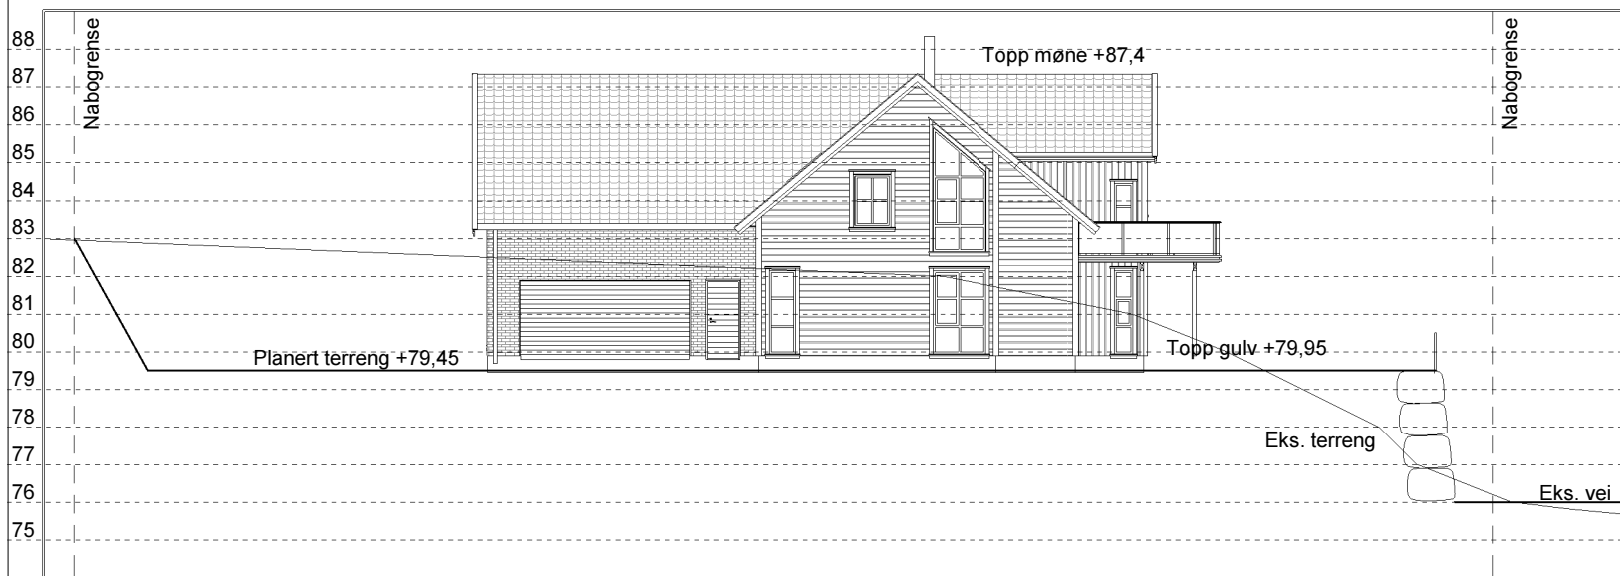 Nabogrense
Nabogrense
Topp møne +87,4
88
87
86
85
84
83
82
81
80
Planert terreng +79,45
Topp gulv +79,95
79
78
Eks. terreng
77
76
Eks. vei
75